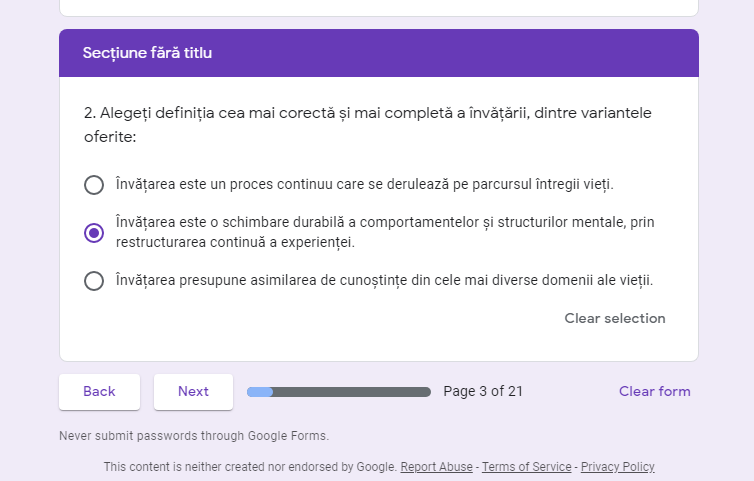 Secțiune fără titlu
2. Alegeți definiția cea mai corectă și mai completă a învățării, dintre variantele
oferite:
Învățarea este un proces continuu care se derulează pe parcursul întregii vieți.
Învățarea este o schimbare durabilă a comportamentelor și structurilor mentale, prin
restructurarea continuă a experienței.
Învățarea presupune asimilarea de cunoștințe din cele mai diverse domenii ale vieții.
Clear selection
Back Next Page 3 of 21 Clear form
Never submit passwords through Google Forms.
This content is neither created nor endorsed by Google. Report Abuse - Terms of Service - Privacy Policy